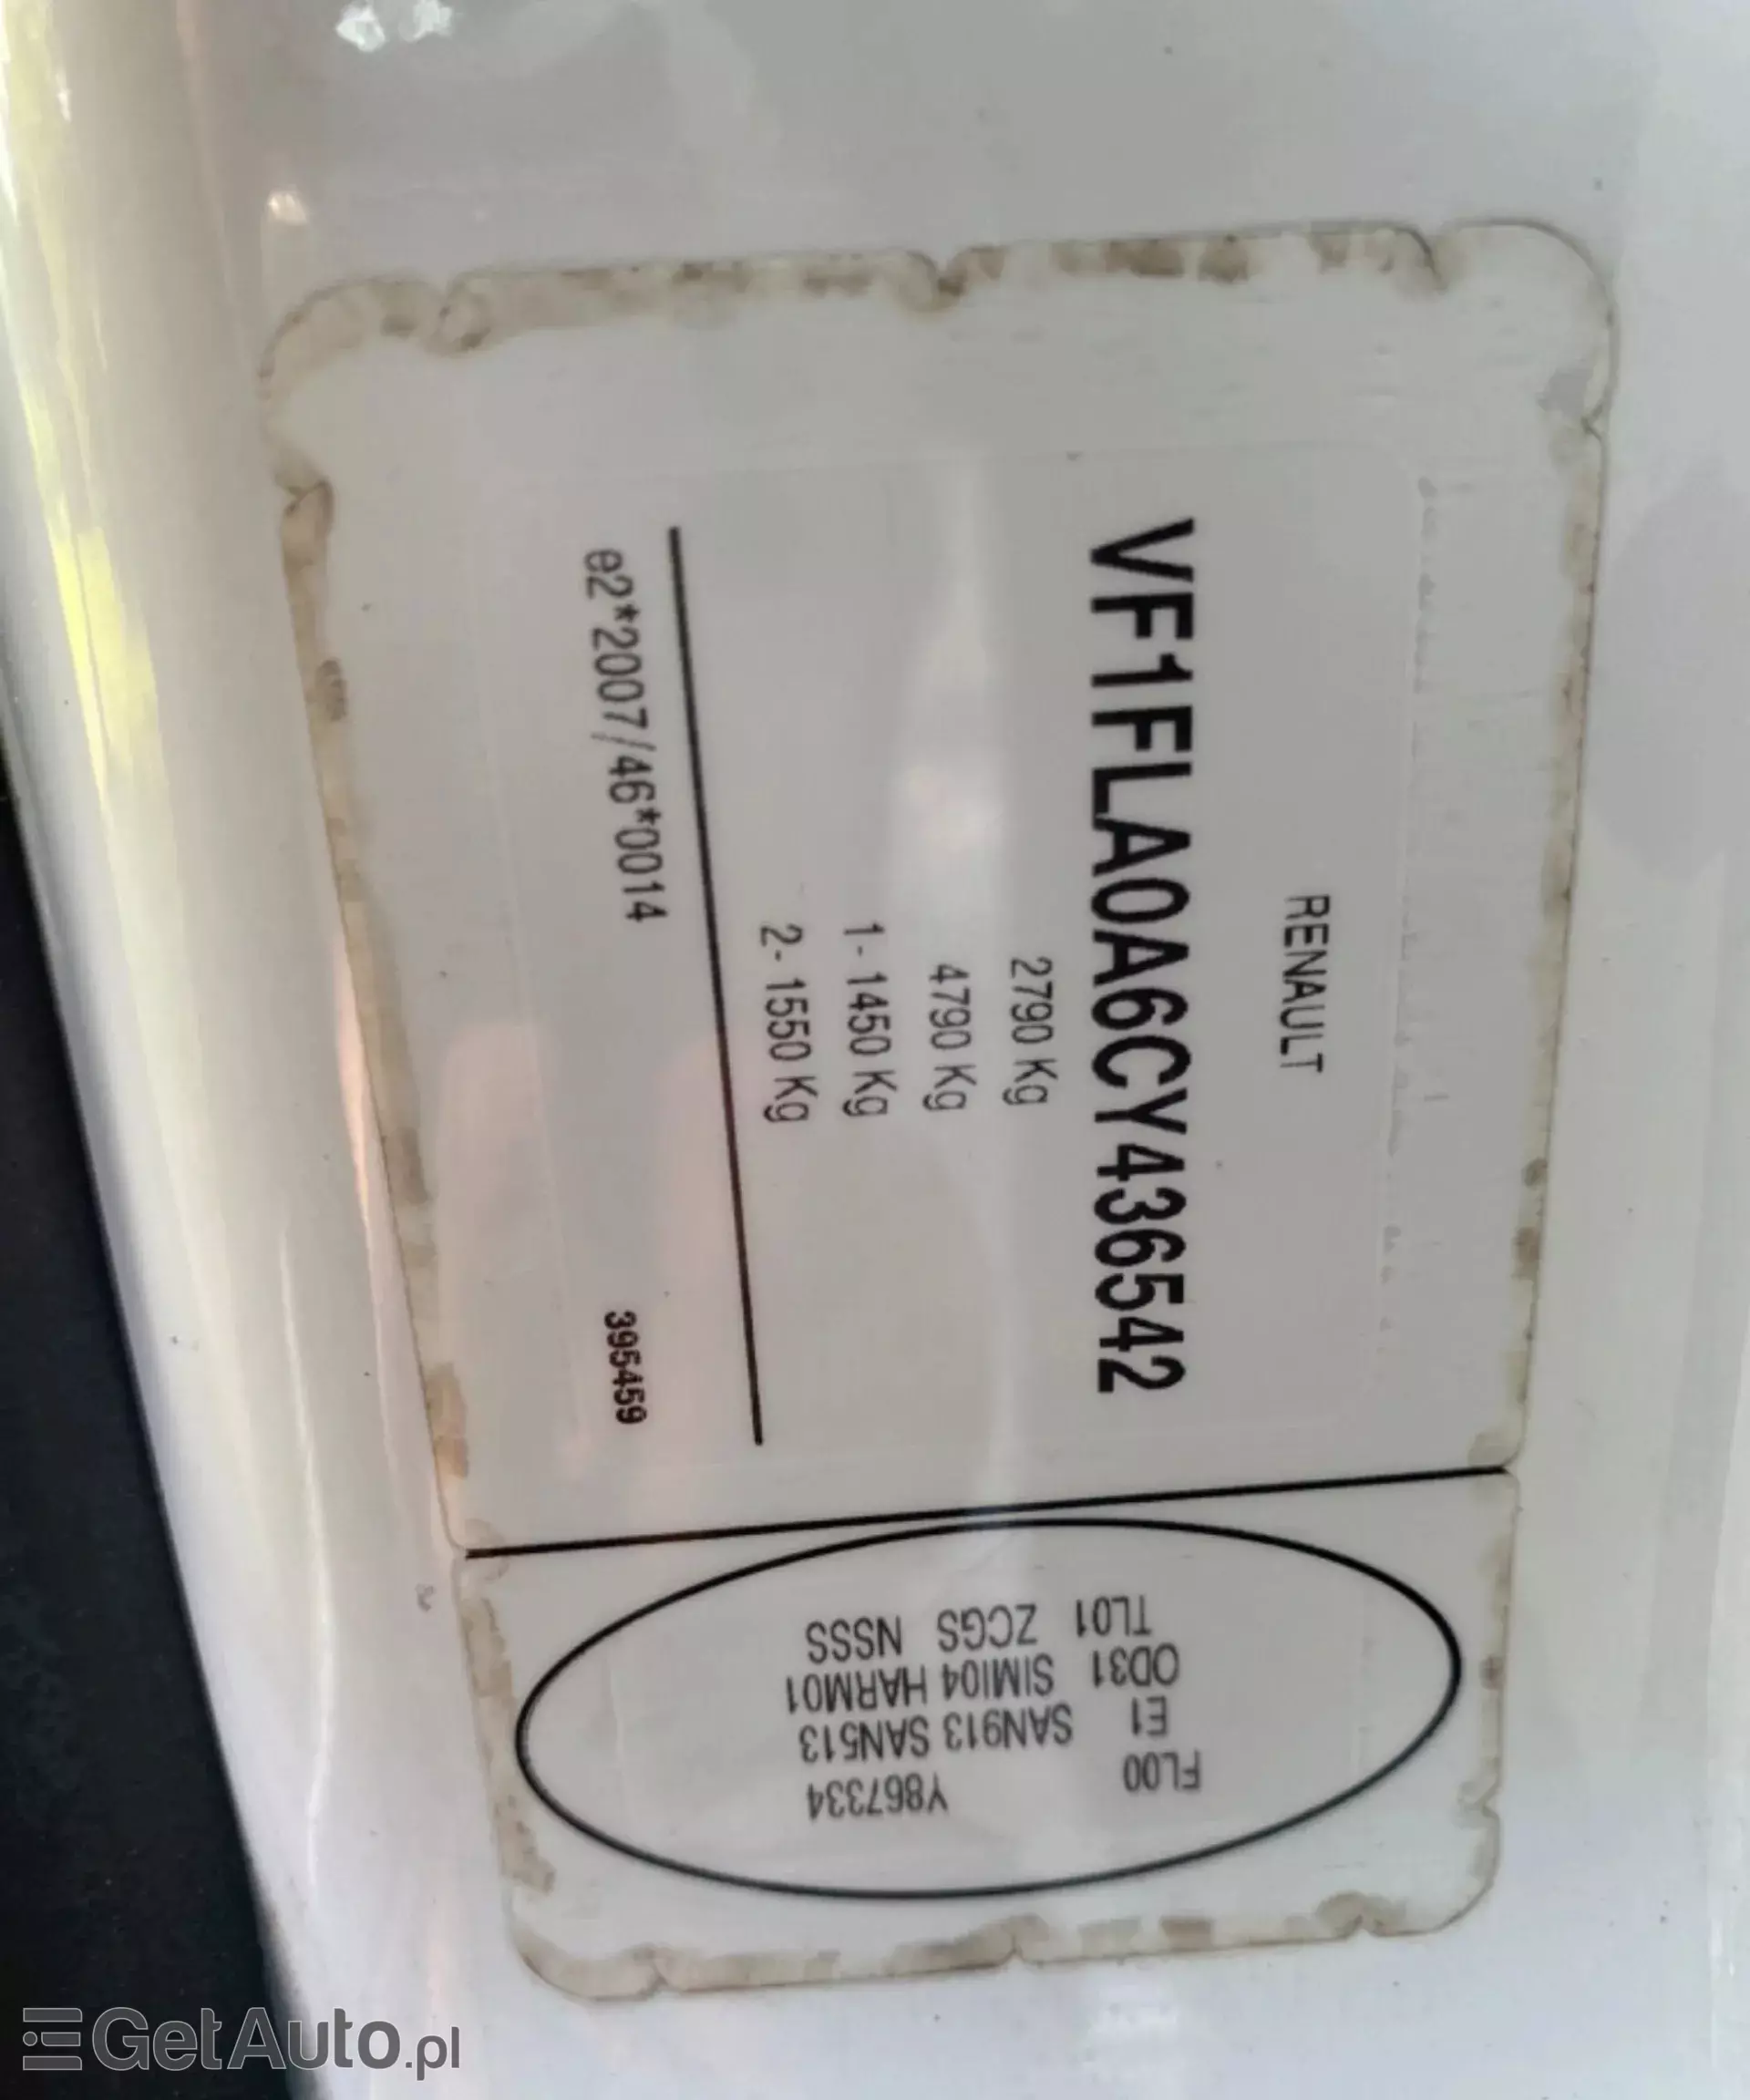 RENAULT
VF1FLA0A6CY436542
2790 Kg
4790 Kg
1- 1450 Kg
2- 1550 Kg
e2*2007/46*0014
395459
FL00 Y867334
E1 SAN913 SAN513
OD31 SIMI04 HARM01
TL01 ZCGS NSSS
GetAuto.pl